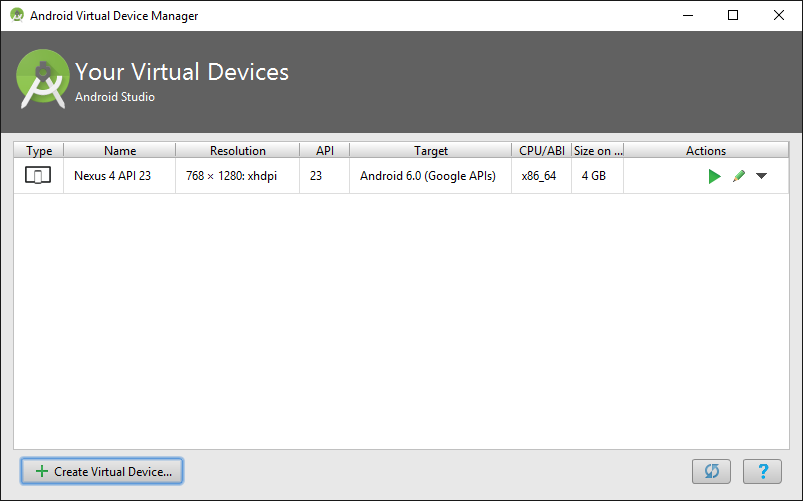 Android Virtual Device Manager
Your Virtual Devices
Android Studio
Type Name Resolution API Target CPU/ABI Size on ... Actions
Nexus 4 API 23 768 × 1280: xhdpi 23 Android 6.0 (Google APIs) x86_64 4 GB
Create Virtual Device...
?